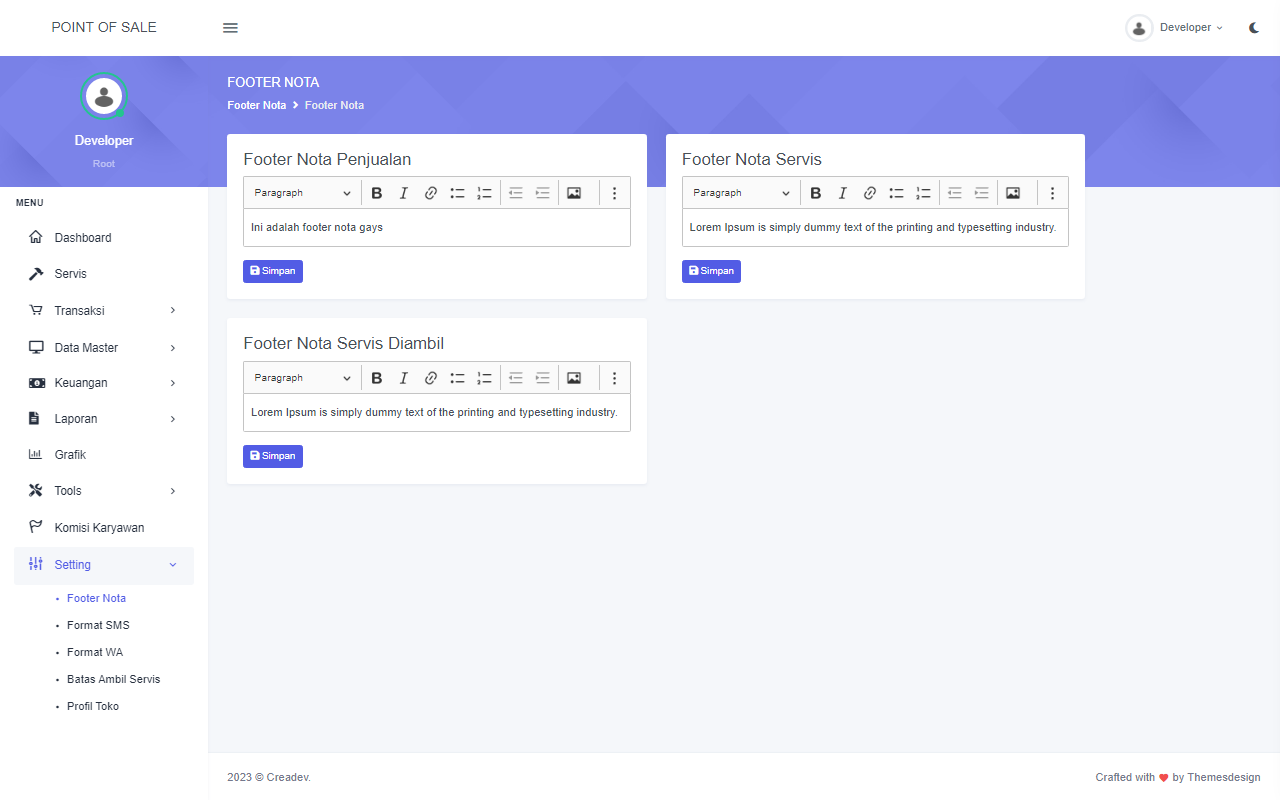 POINT OF SALE
Developer
Developer
Root
MENU
Dashboard
Servis
Transaksi
Data Master
Keuangan
Laporan
Grafik
Tools
Komisi Karyawan
Setting
Footer Nota
Format SMS
Format WA
Batas Ambil Servis
Profil Toko
FOOTER NOTA
Footer Nota Footer Nota
Footer Nota Penjualan
Paragraph
Ini adalah footer nota gays
Simpan
Footer Nota Servis
Paragraph
Lorem Ipsum is simply dummy text of the printing and typesetting industry.
Simpan
Footer Nota Servis Diambil
Paragraph
Lorem Ipsum is simply dummy text of the printing and typesetting industry.
Simpan
2023 © Creadev.
Crafted with ❤ by Themesdesign